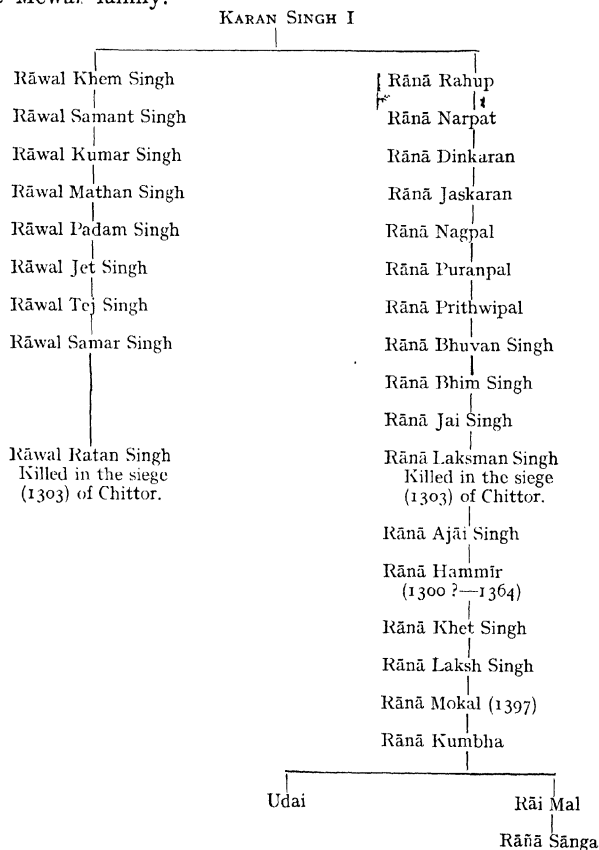 e Mewar family.
KARAN SINGH I
Rāwal Khem Singh
Rāwal Samant Singh
Rāwal Kumar Singh
Rāwal Mathan Singh
Rāwal Padam Singh
Rāwal Jet Singh
Rāwal Tej Singh
Rāwal Samar Singh
Rāwal Ratan Singh
Killed in the siege
(1303) of Chittor.
Rānā Rahup
Rānā Narpat
Rānā Dinkaran
Rānā Jaskaran
Rānā Nagpal
Rānā Puranpal
Rānā Prithwipal
Rānā Bhuvan Singh
Rānā Bhim Singh
Rānā Jai Singh
Rānā Laksman Singh
Killed in the siege
(1303) of Chittor.
Rānā Ajāi Singh
Rānā Hammīr
(1300 ?—1364)
Rānā Khet Singh
Rānā Laksh Singh
Rānā Mokal (1397)
Rānā Kumbha
Udai
Rāi Mal
Rāñā Sānga